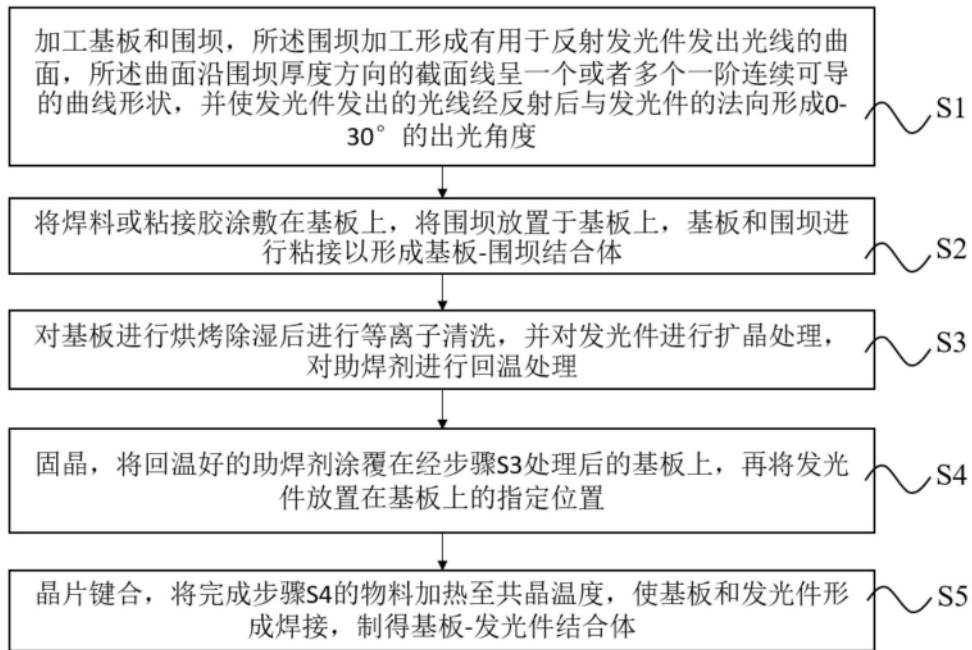 加工基板和围坝，所述围坝加工形成有用于反射发光件发出光线的曲
面，所述曲面沿围坝厚度方向的截面线呈一个或者多个一阶连续可导
的曲线形状，并使发光件发出的光线经反射后与发光件的法向形成0-
30°的出光角度
S1
将焊料或粘接胶涂敷在基板上，将围坝放置于基板上，基板和围坝进
行粘接以形成基板-围坝结合体
S2
对基板进行烘烤除湿后进行等离子清洗，并对发光件进行扩晶处理，
对助焊剂进行回温处理
S3
固晶，将回温好的助焊剂涂覆在经步骤S3处理后的基板上，再将发光
件放置在基板上的指定位置
S4
晶片键合，将完成步骤S4的物料加热至共晶温度，使基板和发光件形
成焊接，制得基板-发光件结合体
S5